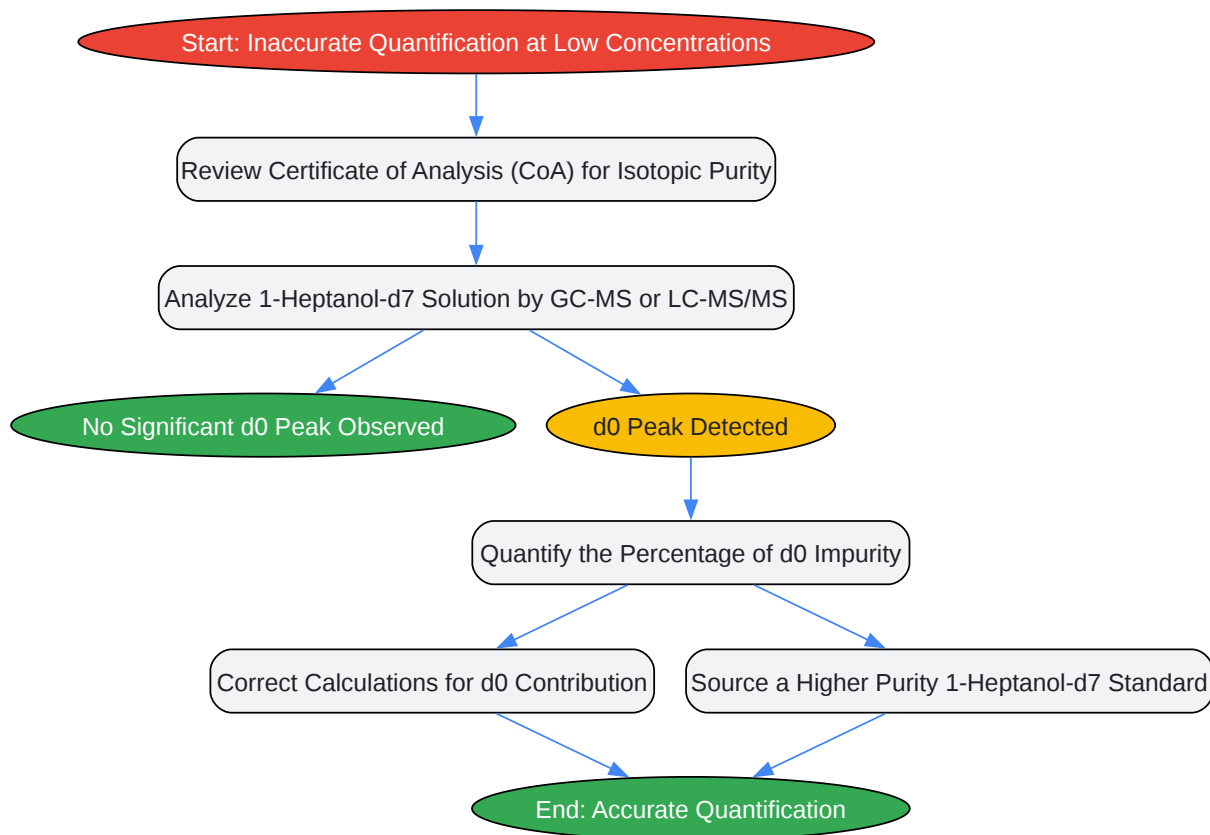 Start: Inaccurate Quantification at Low Concentrations
Review Certificate of Analysis (CoA) for Isotopic Purity
Analyze 1-Heptanol-d7 Solution by GC-MS or LC-MS/MS
No Significant d0 Peak Observed
d0 Peak Detected
Quantify the Percentage of d0 Impurity
Correct Calculations for d0 Contribution
Source a Higher Purity 1-Heptanol-d7 Standard
End: Accurate Quantification